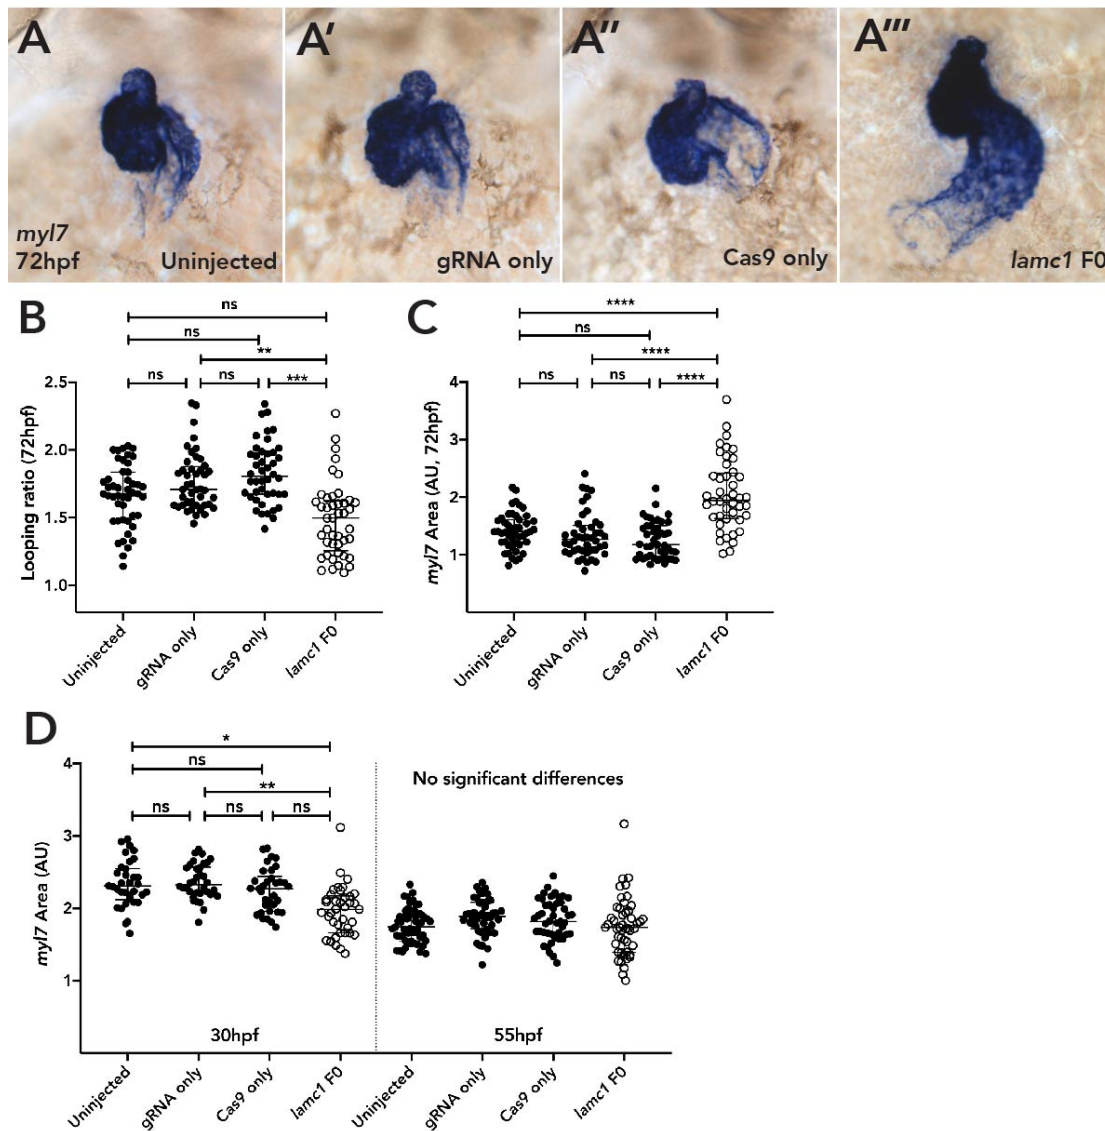 A
A'
A''
A'''
myl7
72hpf
Uninjected
gRNA only
Cas9 only
lamc1 F0
B
ns
ns
**
ns
ns
***
Looping ratio (72hpf)
2.5
2.0
1.5
1.0
Uninjected
gRNA only
Cas9 only
lamc1 F0
C
****
ns
****
ns
ns
****
myl7 Area (AU, 72hpf)
4
3
2
1
Uninjected
gRNA only
Cas9 only
lamc1 F0
D
*
ns
**
ns
ns
ns
No significant differences
myl7 Area (AU)
4
3
2
1
30hpf
55hpf
Uninjected
gRNA only
Cas9 only
lamc1 F0
Uninjected
gRNA only
Cas9 only
lamc1 F0